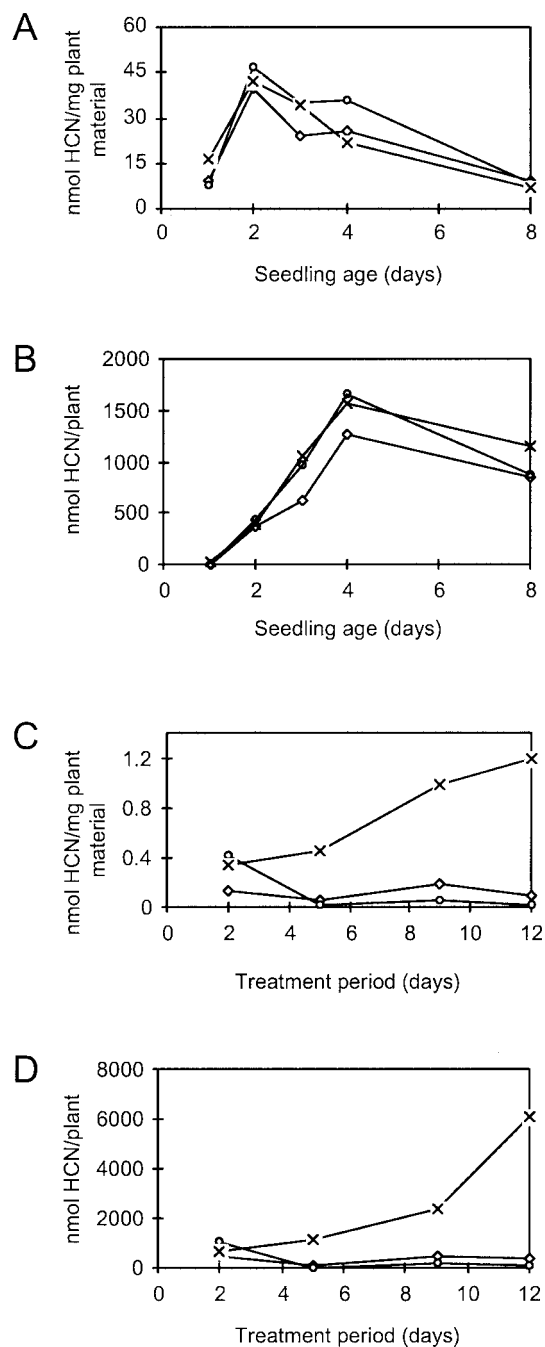 A
nmol HCN/mg plant
material
60
45
30
15
0
0 2 4 6 8
Seedling age (days)
B
nmol HCN/plant
2000
1500
1000
500
0
0 2 4 6 8
Seedling age (days)
C
nmol HCN/mg plant
material
1.2
0.8
0.4
0
0 2 4 6 8 10 12
Treatment period (days)
D
nmol HCN/plant
8000
6000
4000
2000
0
0 2 4 6 8 10 12
Treatment period (days)